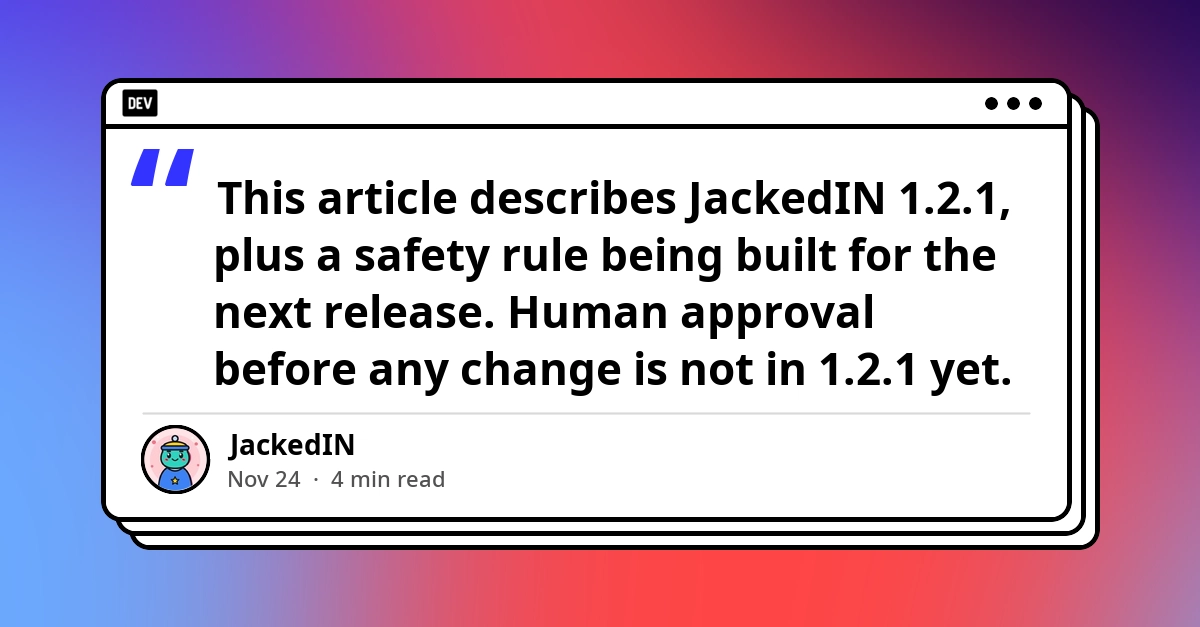 DEV
“
This article describes JackedIN 1.2.1,
plus a safety rule being built for the
next release. Human approval
before any change is not in 1.2.1 yet.
JackedIN
Nov 24 · 4 min read